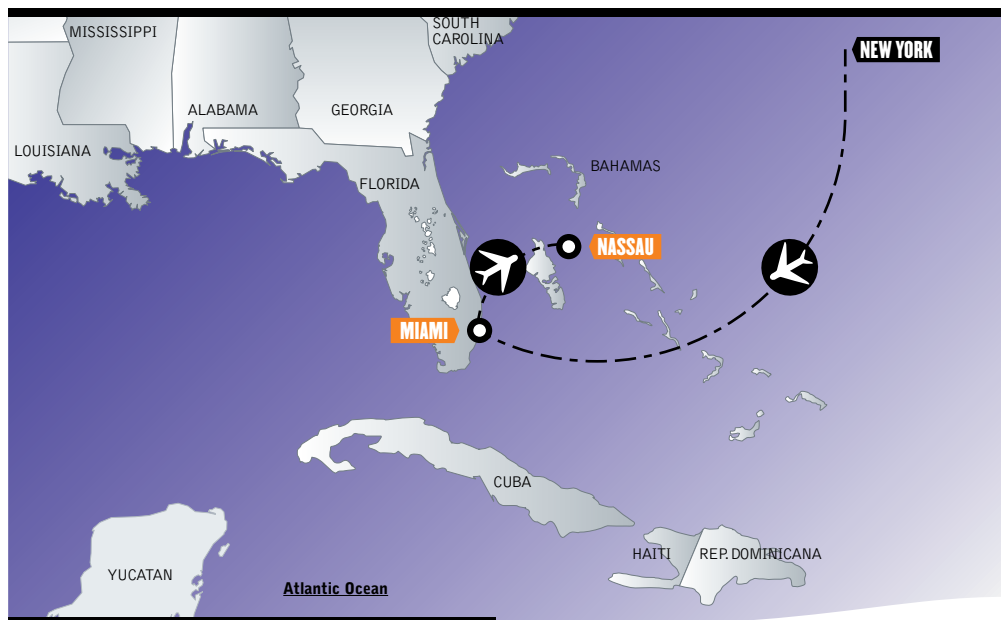 SOUTH
CAROLINA
MISSISSIPPI
NEW YORK
ALABAMA
GEORGIA
LOUISIANA
BAHAMAS
FLORIDA
NASSAU
MIAMI
CUBA
HAITI
REP. DOMINICANA
YUCATAN
Atlantic Ocean